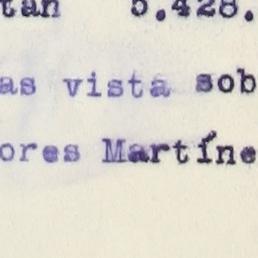 tan 5.428.
as vista sob
ores Martíne